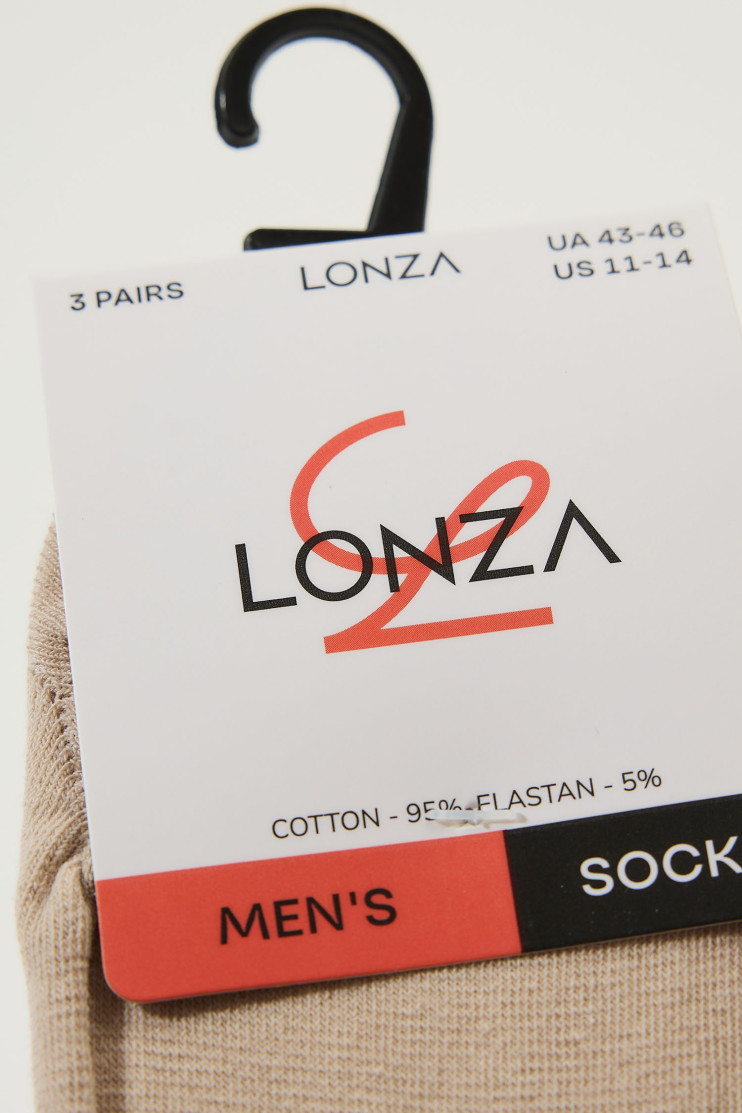 3 PAIRS
LONZA
UA 43-46
US 11-14
LONZA
COTTON - 95% ELASTAN - 5%
MEN'S
SOCK